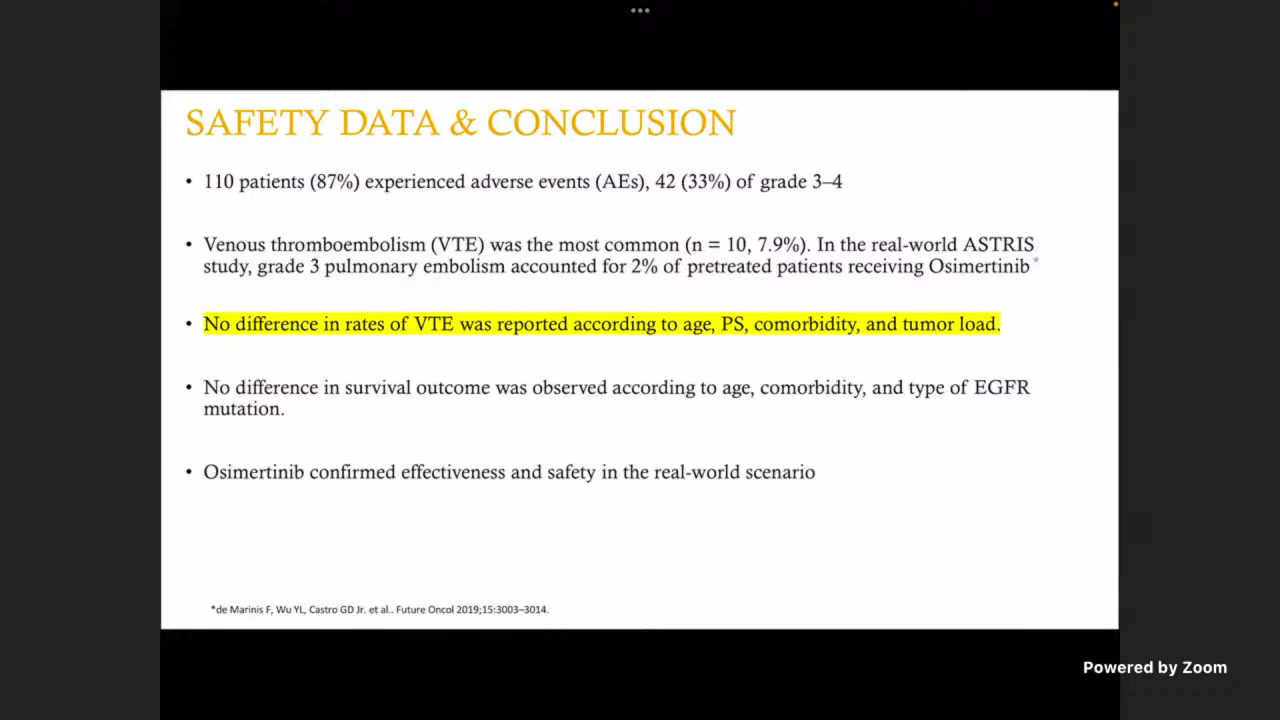 SAFETY DATA & CONCLUSION
• 110 patients (87%) experienced adverse events (AEs), 42 (33%) of grade 3–4
• Venous thromboembolism (VTE) was the most common (n = 10, 7.9%). In the real-world ASTRIS
study, grade 3 pulmonary embolism accounted for 2% of pretreated patients receiving Osimertinib*
• No difference in rates of VTE was reported according to age, PS, comorbidity, and tumor load.
• No difference in survival outcome was observed according to age, comorbidity, and type of EGFR
mutation.
• Osimertinib confirmed effectiveness and safety in the real-world scenario
*de Marinis F, Wu YL, Castro GD Jr. et al.. Future Oncol 2019;15:3003–3014.
Powered by Zoom